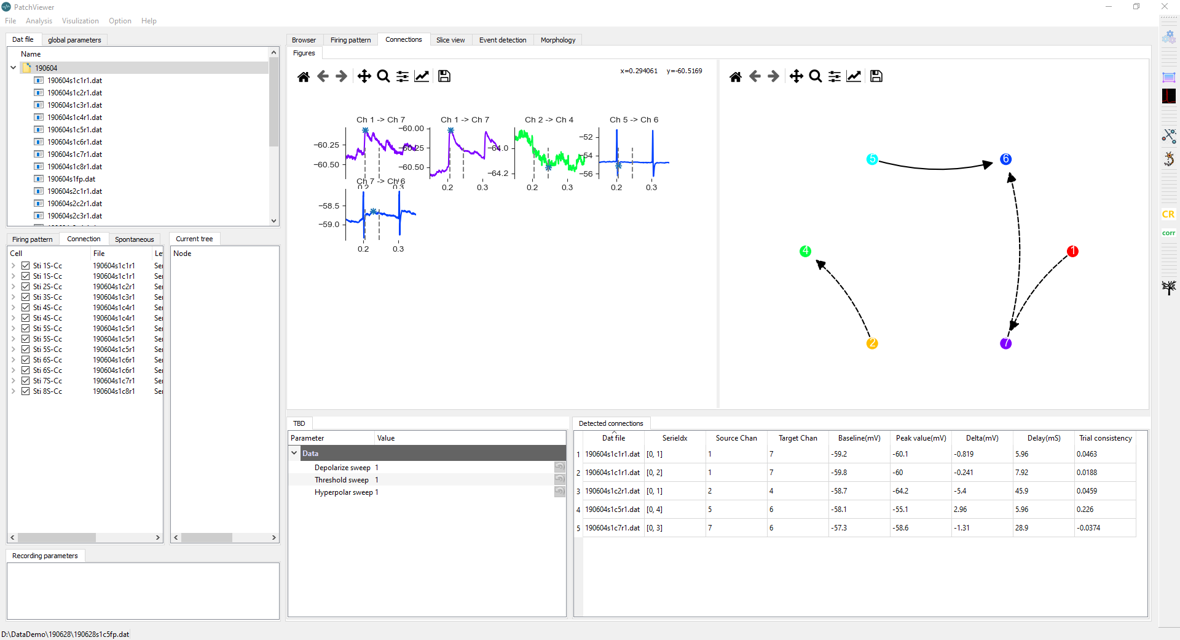 PatchViewer
File Analysis Visulization Option Help
Dat file global parameters
Name
190604
190604s1c1r1.dat
190604s1c2r1.dat
190604s1c3r1.dat
190604s1c4r1.dat
190604s1c5r1.dat
190604s1c6r1.dat
190604s1c7r1.dat
190604s1c8r1.dat
190604s1fp.dat
190604s2c1r1.dat
190604s2c2r1.dat
190604s2c3r1.dat
Firing pattern Connection Spontaneous
Cell File Le
Sti 1S-Cc 190604s1c1r1 Se
Sti 1S-Cc 190604s1c1r1 Se
Sti 2S-Cc 190604s1c2r1 Se
Sti 3S-Cc 190604s1c3r1 Se
Sti 4S-Cc 190604s1c4r1 Se
Sti 4S-Cc 190604s1c4r1 Se
Sti 5S-Cc 190604s1c5r1 Se
Sti 5S-Cc 190604s1c5r1 Se
Sti 5S-Cc 190604s1c5r1 Se
Sti 6S-Cc 190604s1c6r1 Se
Sti 6S-Cc 190604s1c6r1 Se
Sti 7S-Cc 190604s1c7r1 Se
Sti 8S-Cc 190604s1c8r1 Se
Current tree
Node
Recording parameters
D:\DataDemo\190628\190628s1c5fp.dat
Browser Firing pattern Connections Slice view Event detection Morphology
Figures
x=0.294061 y=-60.5169
Ch 1 -> Ch 7 Ch 1 -> Ch 7 Ch 2 -> Ch 4 Ch 5 -> Ch 6
−60.25
−60.50
0.2 0.3
−60.00
−60.25
−60.50
0.2 0.3
−64.0
−64.2
0.2 0.3
−52
−54
−56
0.2 0.3
Ch 7 -> Ch 6
−58.5
−59.0
0.2 0.3
5 6
4 1
2 7
CR
corr
TBD
Parameter Value
Data
Depolarize sweep 1
Threshold sweep 1
Hyperpolar sweep 1
Detected connections
Dat file SerieIdx Source Chan Target Chan Baseline(mV) Peak value(mV) Delta(mV) Delay(mS) Trial consistency
1 190604s1c1r1.dat [0, 1] 1 7 -59.2 -60.1 -0.819 5.96 0.0463
2 190604s1c1r1.dat [0, 2] 1 7 -59.8 -60 -0.241 7.92 0.0188
3 190604s1c2r1.dat [0, 1] 2 4 -58.7 -64.2 -5.4 45.9 0.0459
4 190604s1c5r1.dat [0, 4] 5 6 -58.1 -55.1 2.96 5.96 0.226
5 190604s1c7r1.dat [0, 3] 7 6 -57.3 -58.6 -1.31 28.9 -0.0374